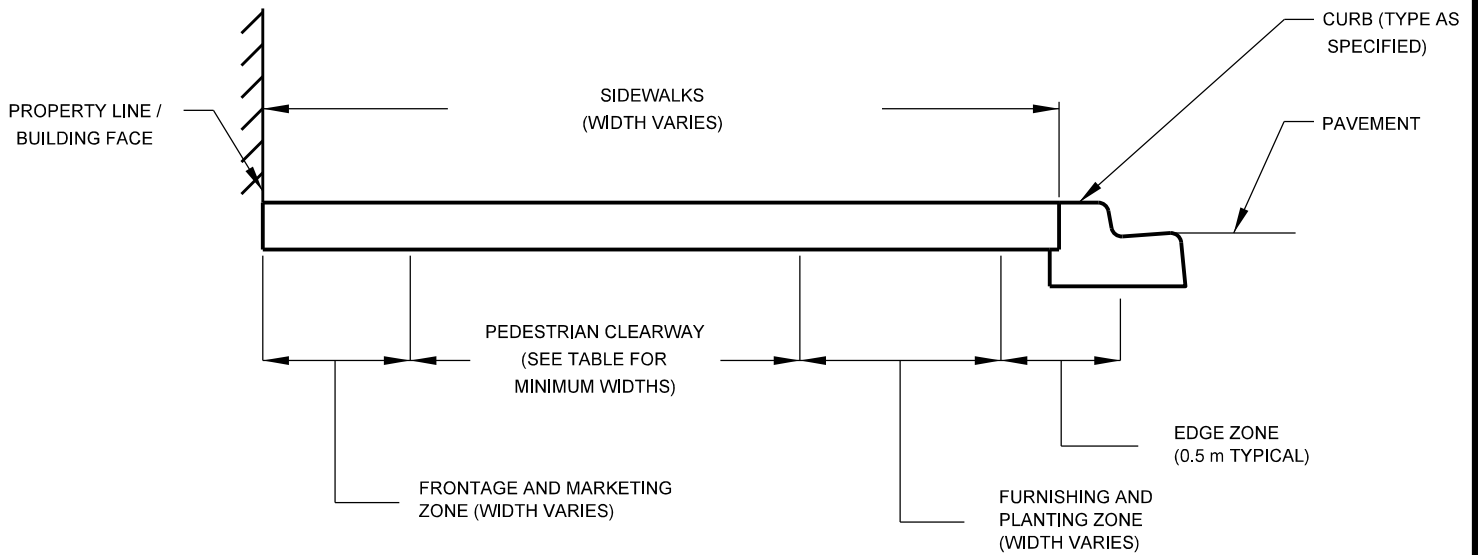 CURB (TYPE AS
SPECIFIED)
SIDEWALKS
(WIDTH VARIES)
PROPERTY LINE /
BUILDING FACE
PAVEMENT
PEDESTRIAN CLEARWAY
(SEE TABLE FOR
MINIMUM WIDTHS)
EDGE ZONE
(0.5 m TYPICAL)
FRONTAGE AND MARKETING
ZONE (WIDTH VARIES)
FURNISHING AND
PLANTING ZONE
(WIDTH VARIES)